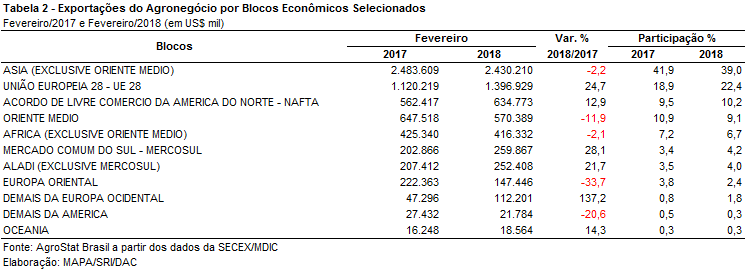 Tabela 2 - Exportações do Agronegócio por Blocos Econômicos Selecionados
Fevereiro/2017 e Fevereiro/2018 (em US$ mil)
Blocos Fevereiro Var. % Participação %
2017 2018 2018/2017 2017 2018
ASIA (EXCLUSIVE ORIENTE MEDIO) 2.483.609 2.430.210 -2,2 41,9 39,0
UNIÃO EUROPEIA 28 - UE 28 1.120.219 1.396.929 24,7 18,9 22,4
ACORDO DE LIVRE COMERCIO DA AMERICA DO NORTE - NAFTA 562.417 634.773 12,9 9,5 10,2
ORIENTE MEDIO 647.518 570.389 -11,9 10,9 9,1
AFRICA (EXCLUSIVE ORIENTE MEDIO) 425.340 416.332 -2,1 7,2 6,7
MERCADO COMUM DO SUL - MERCOSUL 202.866 259.867 28,1 3,4 4,2
ALADI (EXCLUSIVE MERCOSUL) 207.412 252.408 21,7 3,5 4,0
EUROPA ORIENTAL 222.363 147.446 -33,7 3,8 2,4
DEMAIS DA EUROPA OCIDENTAL 47.296 112.201 137,2 0,8 1,8
DEMAIS DA AMERICA 27.432 21.784 -20,6 0,5 0,3
OCEANIA 16.248 18.564 14,3 0,3 0,3
Fonte: AgroStat Brasil a partir dos dados da SECEX/MDIC
Elaboração: MAPA/SRI/DAC